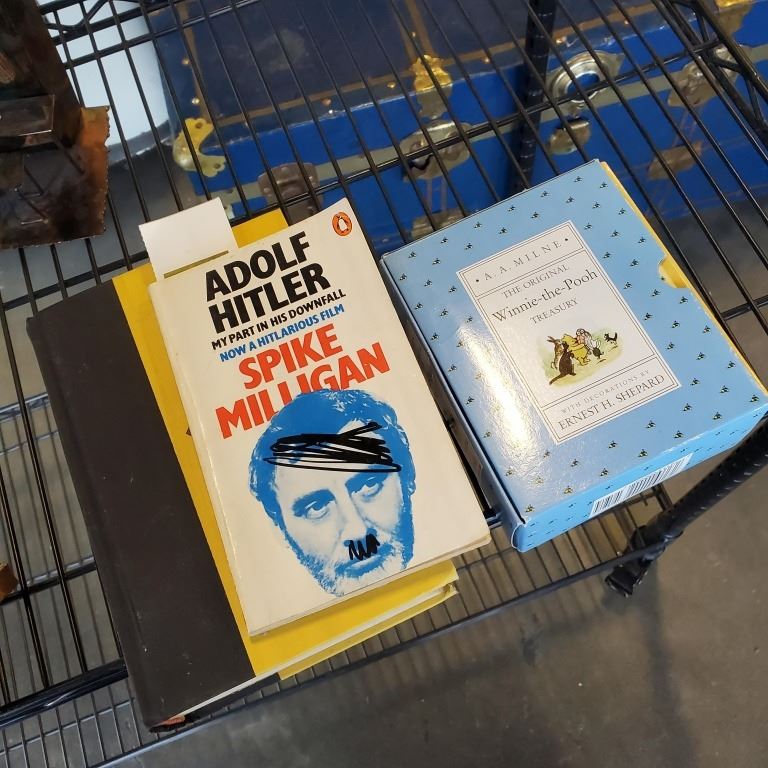 ADOLF
HITLER
MY PART IN HIS DOWNFALL
NOW A HITLARIOUS FILM
SPIKE
MILLIGAN
• A. A. MILNE •
THE ORIGINAL
Winnie-the-Pooh
TREASURY
WITH DECORATIONS BY
ERNEST H. SHEPARD